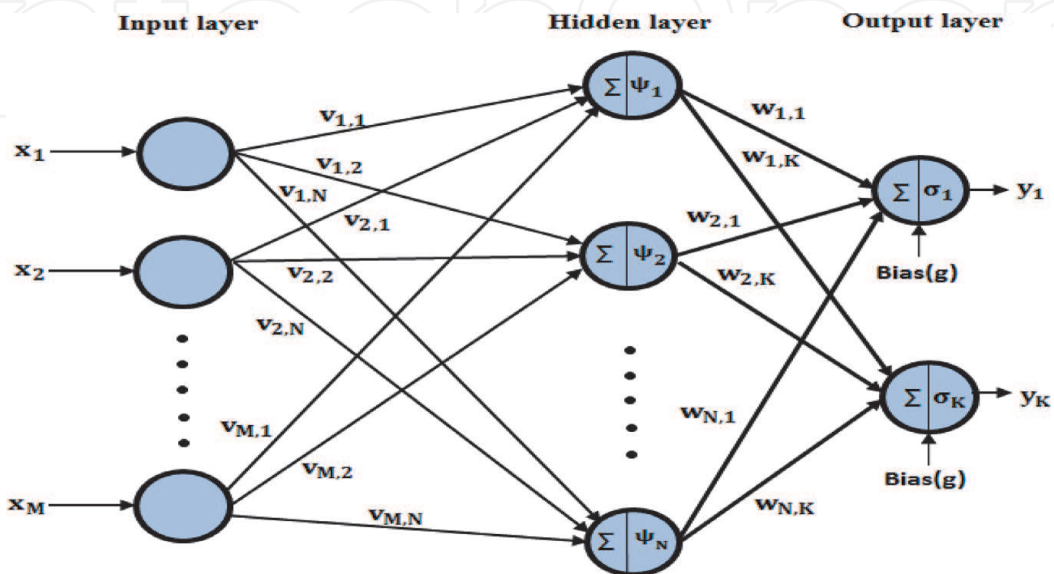 Input layer
Hidden layer
Output layer
x1
x2
xM
v1,1
v1,2
v1,N
v2,1
v2,2
v2,N
vM,1
vM,2
vM,N
Σ ψ1
Σ ψ2
Σ ψN
w1,1
w1,K
w2,1
w2,K
wN,1
wN,K
Σ σ1
y1
Bias(g)
Σ σK
yK
Bias(g)